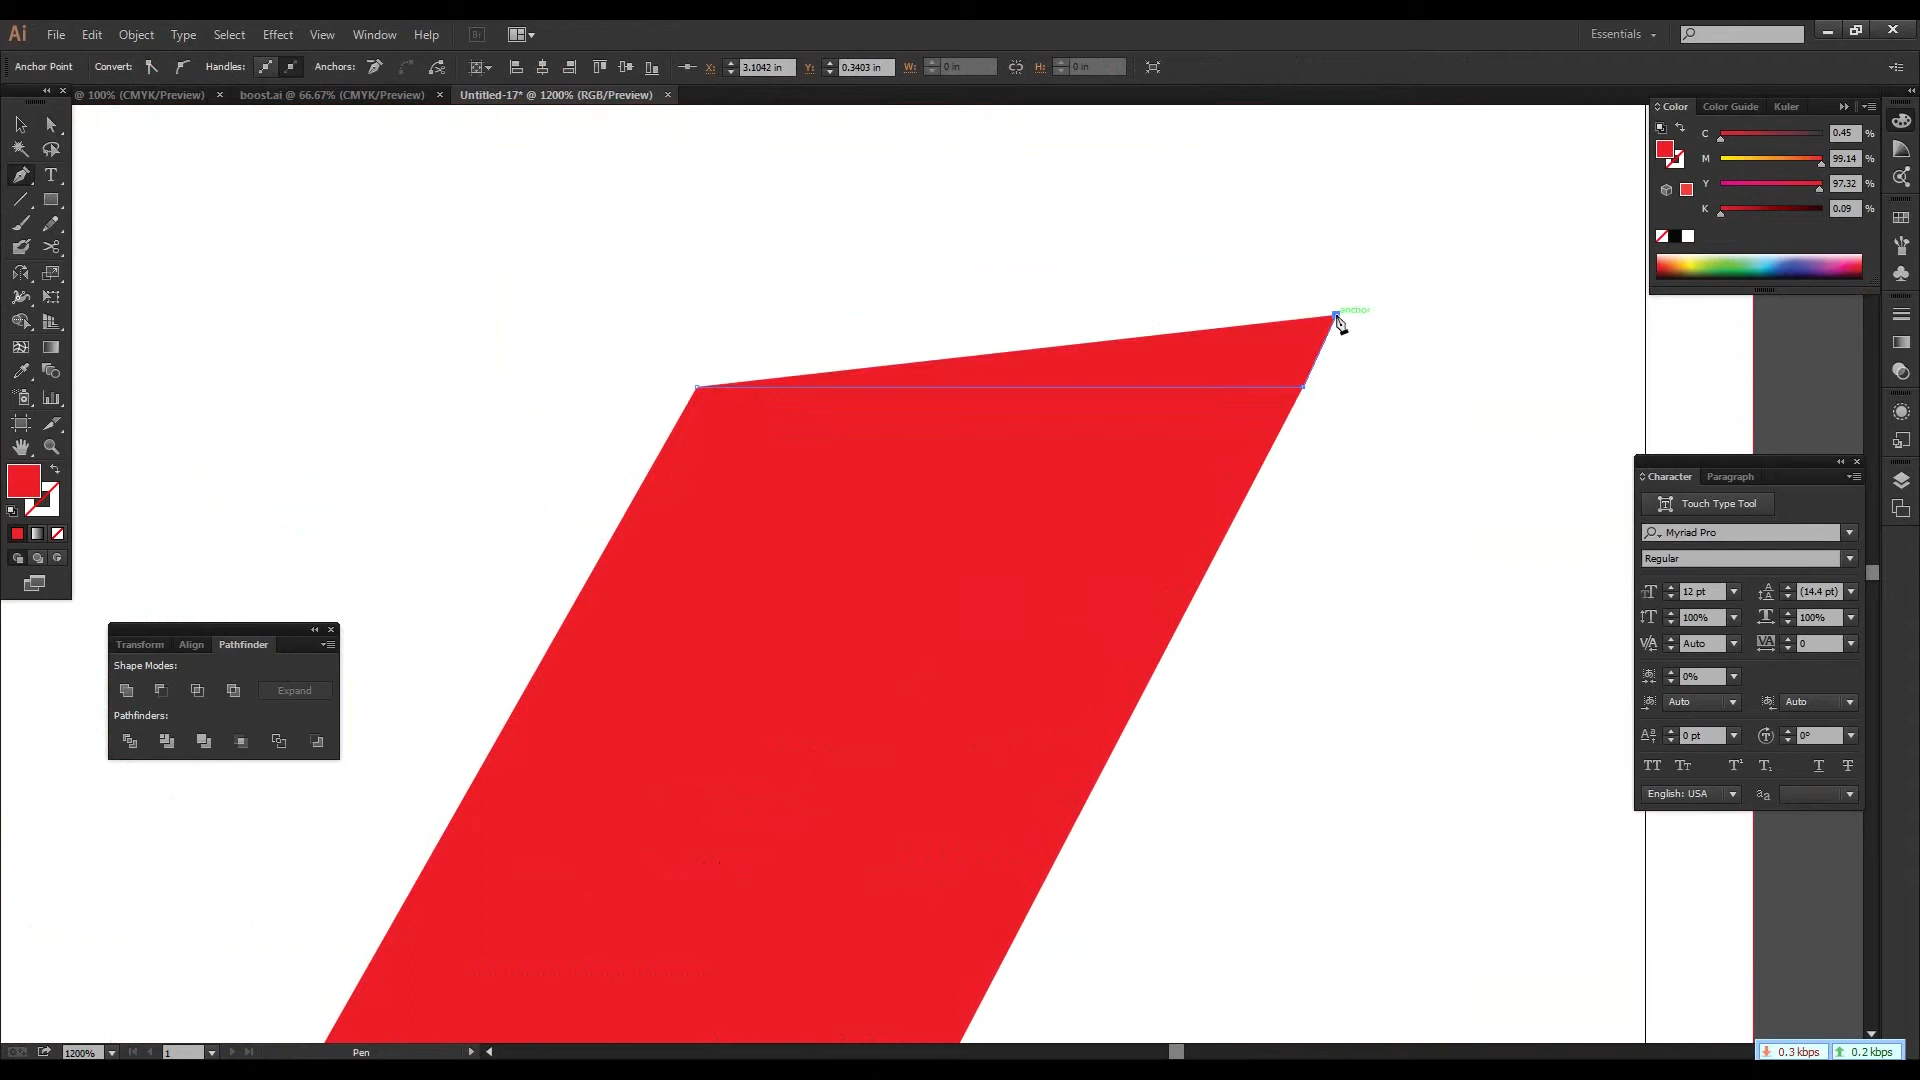 Ai File Edit Object Type Select Effect View Window Help Br Essentials
Anchor Point Convert: Handles: Anchors: X: 3.1042 in Y: 0.3403 in W: 0 in H: 0 in
@ 100% (CMYK/Preview) × boost.ai @ 66.67% (CMYK/Preview) × Untitled-17* @ 1200% (RGB/Preview) ×
Color Color Guide Kuler
C 0.45 %
M 99.14 %
Y 97.32 %
K 0.09 %
Character Paragraph
Touch Type Tool
Myriad Pro
Regular
12 pt (14.4 pt)
100% 100%
Auto 0
0%
Auto Auto
0 pt 0°
English: USA
Transform Align Pathfinder
Shape Modes:
Expand
Pathfinders:
1200% 1 Pen
0.3 kbps 0.2 kbps